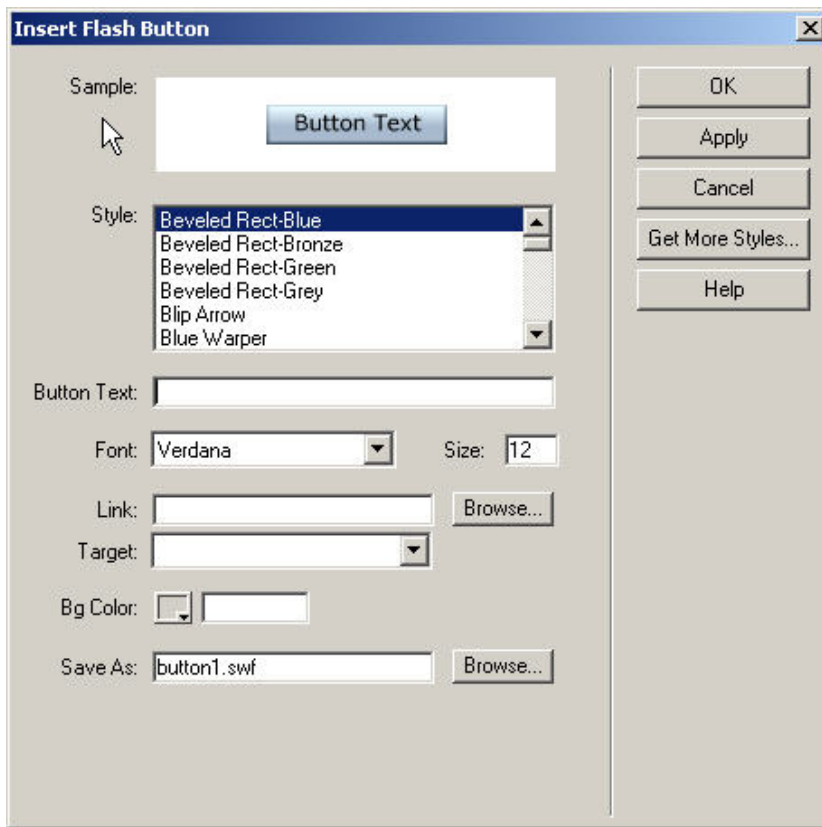 Insert Flash Button
Sample:
Button Text
Style:
Beveled Rect-Blue
Beveled Rect-Bronze
Beveled Rect-Green
Beveled Rect-Grey
Blip Arrow
Blue Warper
Button Text:
Font:
Verdana
Size:
12
Link:
Browse...
Target:
Bg Color:
Save As:
button1.swf
Browse...
OK
Apply
Cancel
Get More Styles...
Help